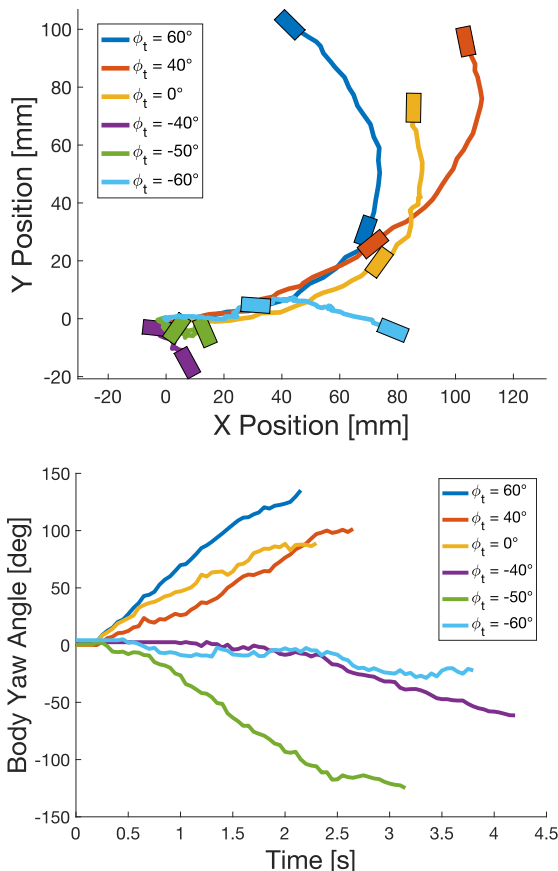 Y Position [mm]
100
80
60
40
20
0
-20
ϕt = 60°
ϕt = 40°
ϕt = 0°
ϕt = -40°
ϕt = -50°
ϕt = -60°
-20 0 20 40 60 80 100 120
X Position [mm]
Body Yaw Angle [deg]
150
100
50
0
-50
-100
-150
ϕt = 60°
ϕt = 40°
ϕt = 0°
ϕt = -40°
ϕt = -50°
ϕt = -60°
0 0.5 1 1.5 2 2.5 3 3.5 4 4.5
Time [s]